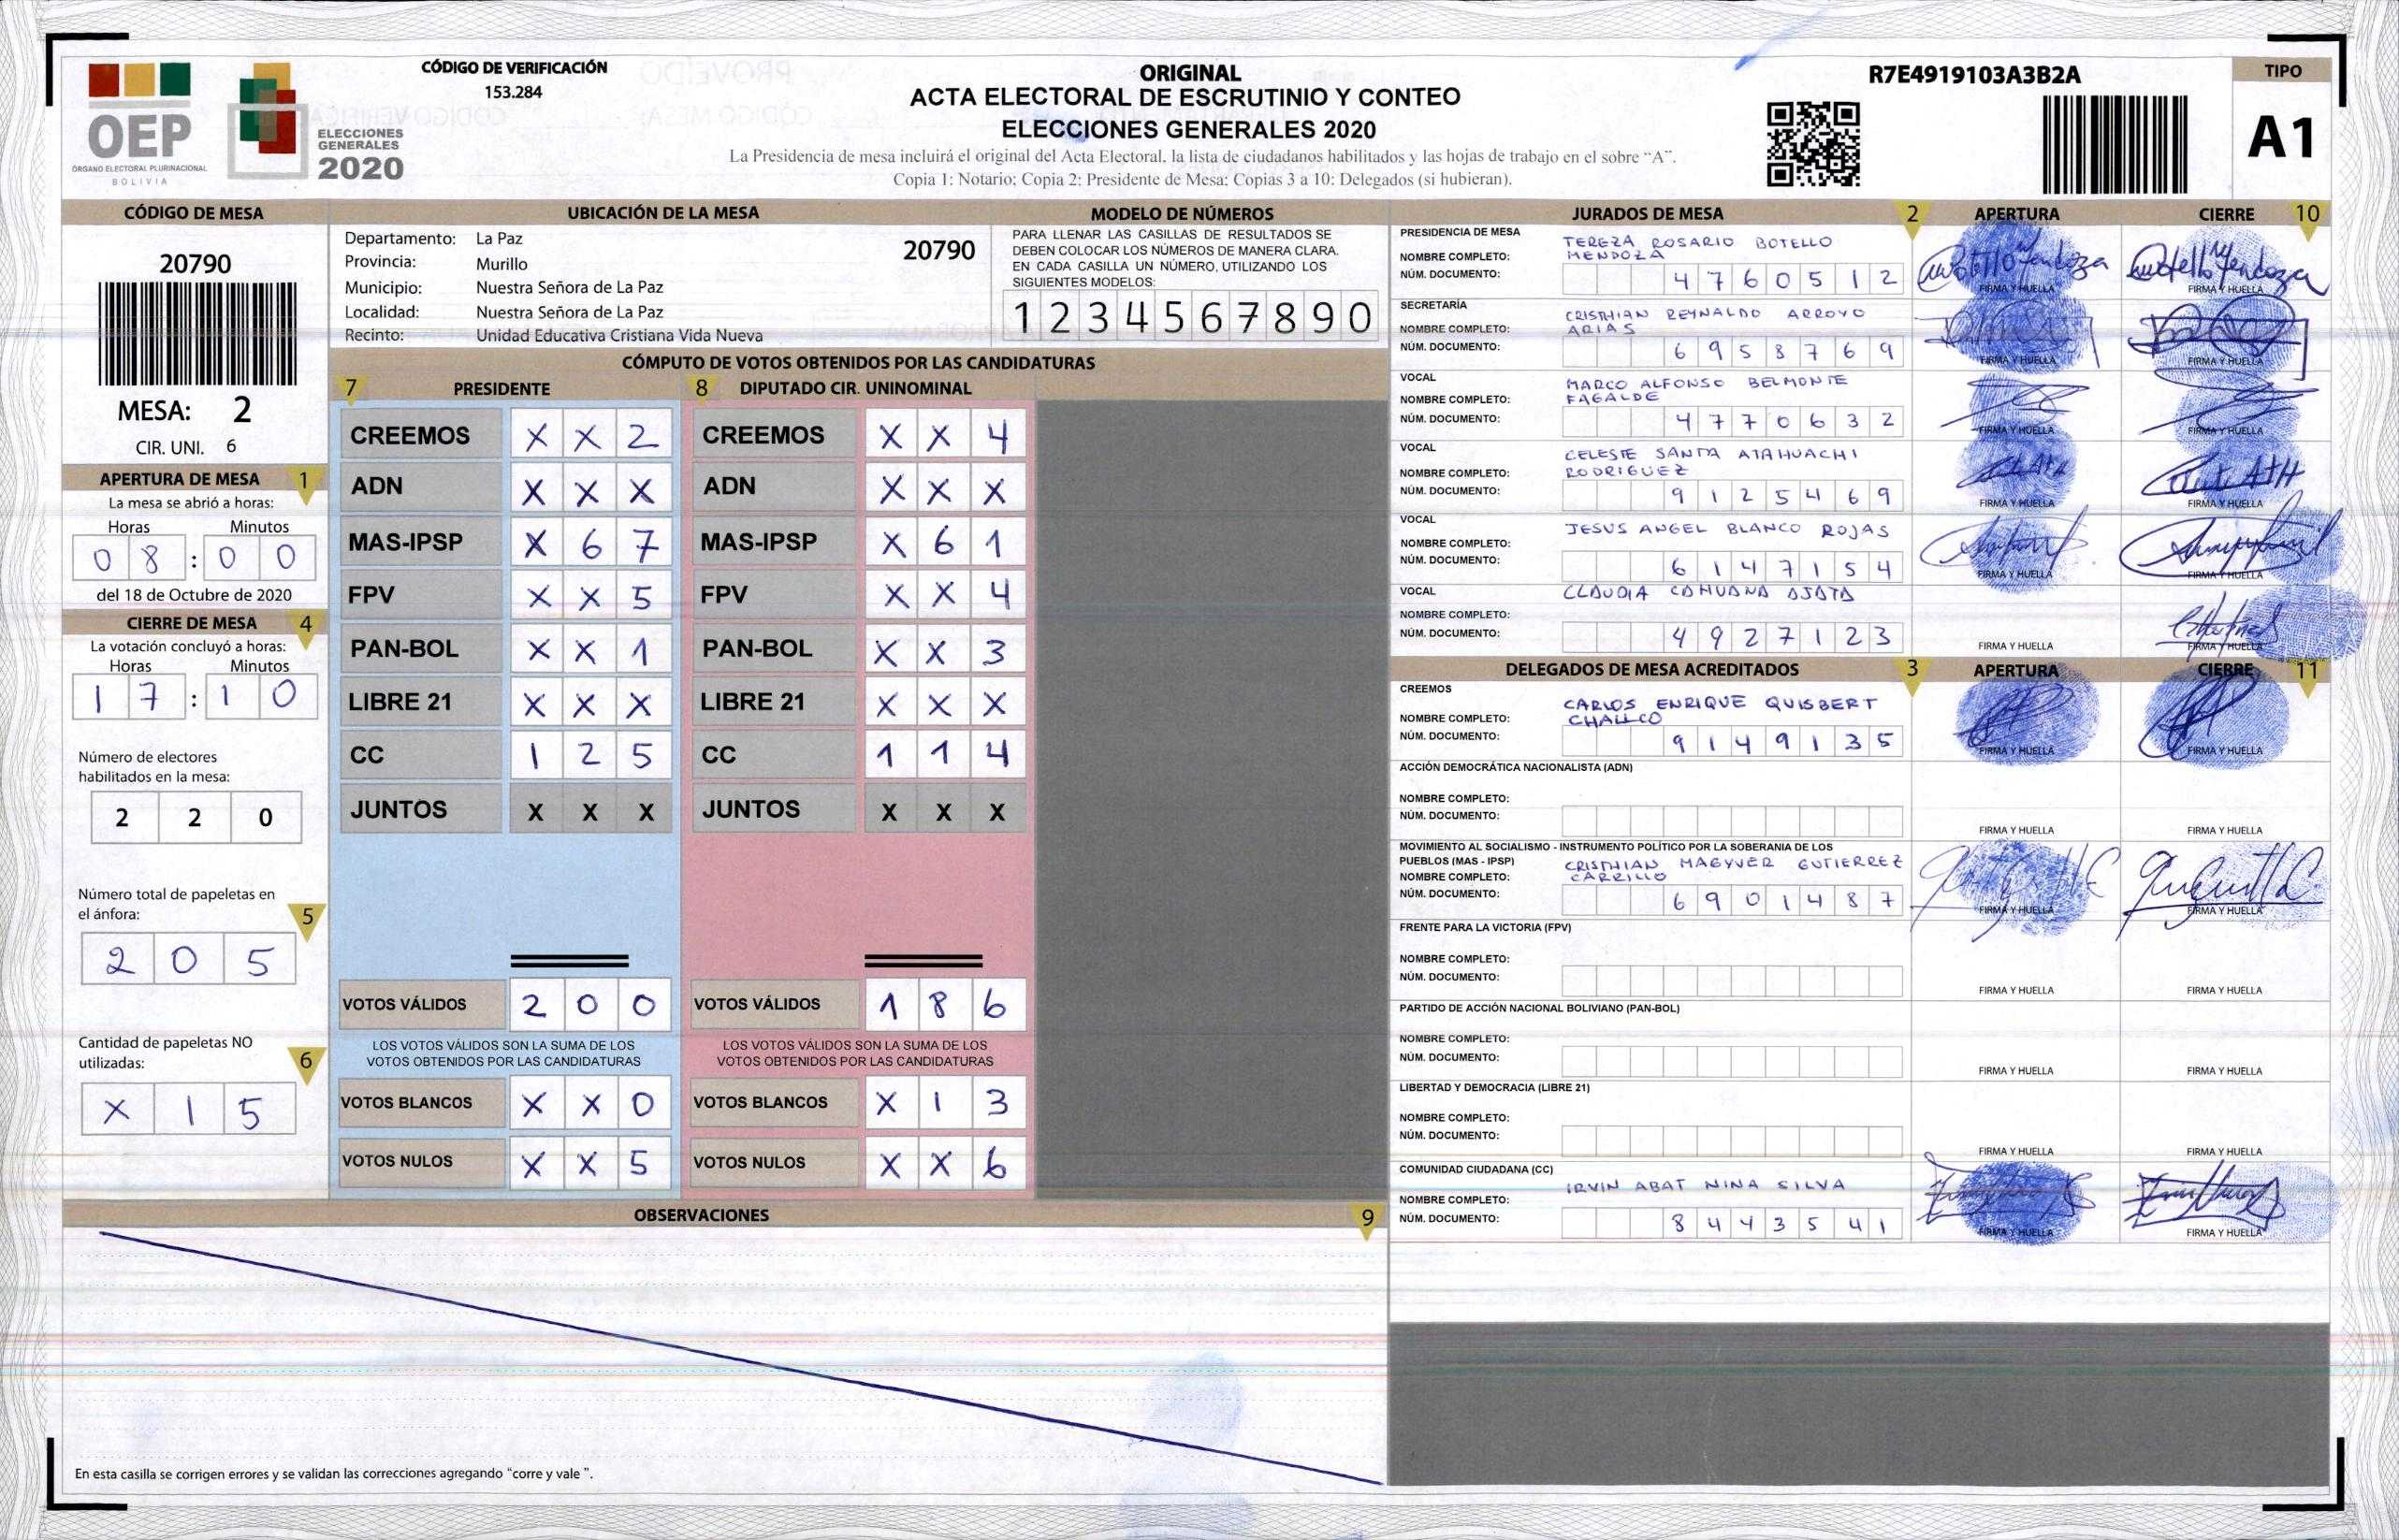 CÓDIGO DE VERIFICACIÓN
153.284
OEP
ÓRGANO ELECTORAL PLURINACIONAL
BOLIVIA
ELECCIONES
GENERALES
2020
ORIGINAL
ACTA ELECTORAL DE ESCRUTINIO Y CONTEO
ELECCIONES GENERALES 2020
La Presidencia de mesa incluirá el original del Acta Electoral, la lista de ciudadanos habilitados y las hojas de trabajo en el sobre "A".
Copia 1: Notario; Copia 2: Presidente de Mesa; Copias 3 a 10: Delegados (si hubieran).
R7E4919103A3B2A
TIPO
A1
CÓDIGO DE MESA
20790
MESA: 2
CIR. UNI. 6
APERTURA DE MESA 1
La mesa se abrió a horas:
Horas Minutos
0 8 : 0 0
del 18 de Octubre de 2020
CIERRE DE MESA 4
La votación concluyó a horas:
Horas Minutos
1 7 : 1 0
Número de electores
habilitados en la mesa:
2 2 0
Número total de papeletas en
el ánfora: 5
2 0 5
Cantidad de papeletas NO
utilizadas: 6
X 1 5
UBICACIÓN DE LA MESA
Departamento: La Paz 20790
Provincia: Murillo
Municipio: Nuestra Señora de La Paz
Localidad: Nuestra Señora de La Paz
Recinto: Unidad Educativa Cristiana Vida Nueva
MODELO DE NÚMEROS
PARA LLENAR LAS CASILLAS DE RESULTADOS SE
DEBEN COLOCAR LOS NÚMEROS DE MANERA CLARA.
EN CADA CASILLA UN NÚMERO, UTILIZANDO LOS
SIGUIENTES MODELOS:
1 2 3 4 5 6 7 8 9 0
CÓMPUTO DE VOTOS OBTENIDOS POR LAS CANDIDATURAS
7 PRESIDENTE
CREEMOS X X 2
ADN X X X
MAS-IPSP X 6 7
FPV X X 5
PAN-BOL X X 1
LIBRE 21 X X X
CC 1 2 5
JUNTOS X X X
VOTOS VÁLIDOS 2 0 0
LOS VOTOS VÁLIDOS SON LA SUMA DE LOS
VOTOS OBTENIDOS POR LAS CANDIDATURAS
VOTOS BLANCOS X X 0
VOTOS NULOS X X 5
8 DIPUTADO CIR. UNINOMINAL
CREEMOS X X 4
ADN X X X
MAS-IPSP X 6 1
FPV X X 4
PAN-BOL X X 3
LIBRE 21 X X X
CC 1 1 4
JUNTOS X X X
VOTOS VÁLIDOS 1 8 6
LOS VOTOS VÁLIDOS SON LA SUMA DE LOS
VOTOS OBTENIDOS POR LAS CANDIDATURAS
VOTOS BLANCOS X 1 3
VOTOS NULOS X X 6
OBSERVACIONES 9
En esta casilla se corrigen errores y se validan las correcciones agregando "corre y vale ".
JURADOS DE MESA 2 APERTURA CIERRE 10
PRESIDENCIA DE MESA
TEREZA ROSARIO BOTELLO
NOMBRE COMPLETO: MENDOZA
NÚM. DOCUMENTO: 4 7 6 0 5 1 2
FIRMA Y HUELLA FIRMA Y HUELLA
SECRETARÍA
CRISTHIAN REYNALDO ARROYO
NOMBRE COMPLETO: ARIAS
NÚM. DOCUMENTO: 6 9 5 8 7 6 9
FIRMA Y HUELLA FIRMA Y HUELLA
VOCAL
MARCO ALFONSO BELMONTE
NOMBRE COMPLETO: FAGALDE
NÚM. DOCUMENTO: 4 7 7 0 6 3 2
FIRMA Y HUELLA FIRMA Y HUELLA
VOCAL
CELESTE SANTA ATAHUACHI
NOMBRE COMPLETO: RODRIGUEZ
NÚM. DOCUMENTO: 9 1 2 5 4 6 9
FIRMA Y HUELLA FIRMA Y HUELLA
VOCAL
JESUS ANGEL BLANCO ROJAS
NOMBRE COMPLETO:
NÚM. DOCUMENTO: 6 1 4 7 1 5 4
FIRMA Y HUELLA FIRMA Y HUELLA
VOCAL
CLAUDIA CAHUANA AJATA
NOMBRE COMPLETO:
NÚM. DOCUMENTO: 4 9 2 7 1 2 3
FIRMA Y HUELLA FIRMA Y HUELLA
DELEGADOS DE MESA ACREDITADOS 3 APERTURA CIERRE 11
CREEMOS
CARLOS ENRIQUE QUISBERT
NOMBRE COMPLETO: CHALLCO
NÚM. DOCUMENTO: 9 1 4 9 1 3 5
FIRMA Y HUELLA FIRMA Y HUELLA
ACCIÓN DEMOCRÁTICA NACIONALISTA (ADN)
NOMBRE COMPLETO:
NÚM. DOCUMENTO:
FIRMA Y HUELLA FIRMA Y HUELLA
MOVIMIENTO AL SOCIALISMO - INSTRUMENTO POLÍTICO POR LA SOBERANIA DE LOS
PUEBLOS (MAS - IPSP) CRISTHIAN MAGYVER GUTIERREZ
NOMBRE COMPLETO: CARRILLO
NÚM. DOCUMENTO: 6 9 0 1 4 8 7
FIRMA Y HUELLA FIRMA Y HUELLA
FRENTE PARA LA VICTORIA (FPV)
NOMBRE COMPLETO:
NÚM. DOCUMENTO:
FIRMA Y HUELLA FIRMA Y HUELLA
PARTIDO DE ACCIÓN NACIONAL BOLIVIANO (PAN-BOL)
NOMBRE COMPLETO:
NÚM. DOCUMENTO:
FIRMA Y HUELLA FIRMA Y HUELLA
LIBERTAD Y DEMOCRACIA (LIBRE 21)
NOMBRE COMPLETO:
NÚM. DOCUMENTO:
FIRMA Y HUELLA FIRMA Y HUELLA
COMUNIDAD CIUDADANA (CC)
IRVIN ABAT NINA SILVA
NOMBRE COMPLETO:
NÚM. DOCUMENTO: 8 4 4 3 5 4 1
FIRMA Y HUELLA FIRMA Y HUELLA